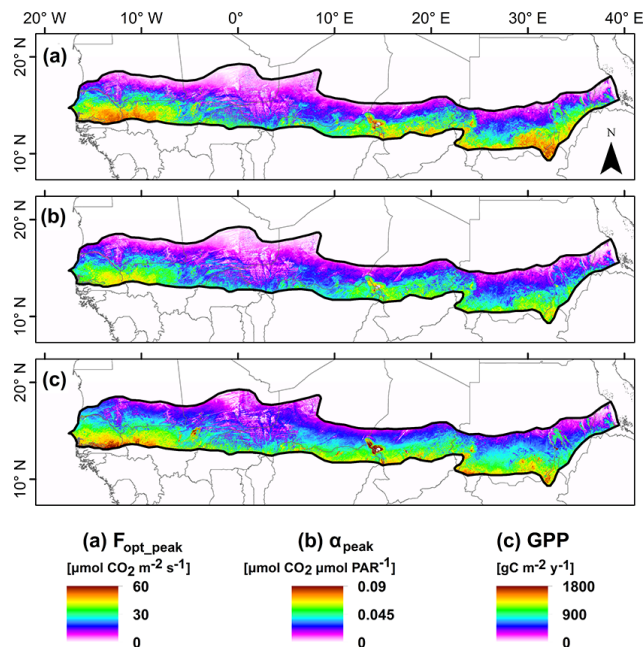 20° W 10° W 0° 10° E 20° E 30° E 40° E
(a)
20° N
10° N
N
(b)
20° N
10° N
(c)
20° N
10° N
(a) Fopt_peak (b) αpeak (c) GPP
[µmol CO2 m-2 s-1] [µmol CO2 µmol PAR-1] [gC m-2 y-1]
60 0.09 1800
30 0.045 900
0 0 0